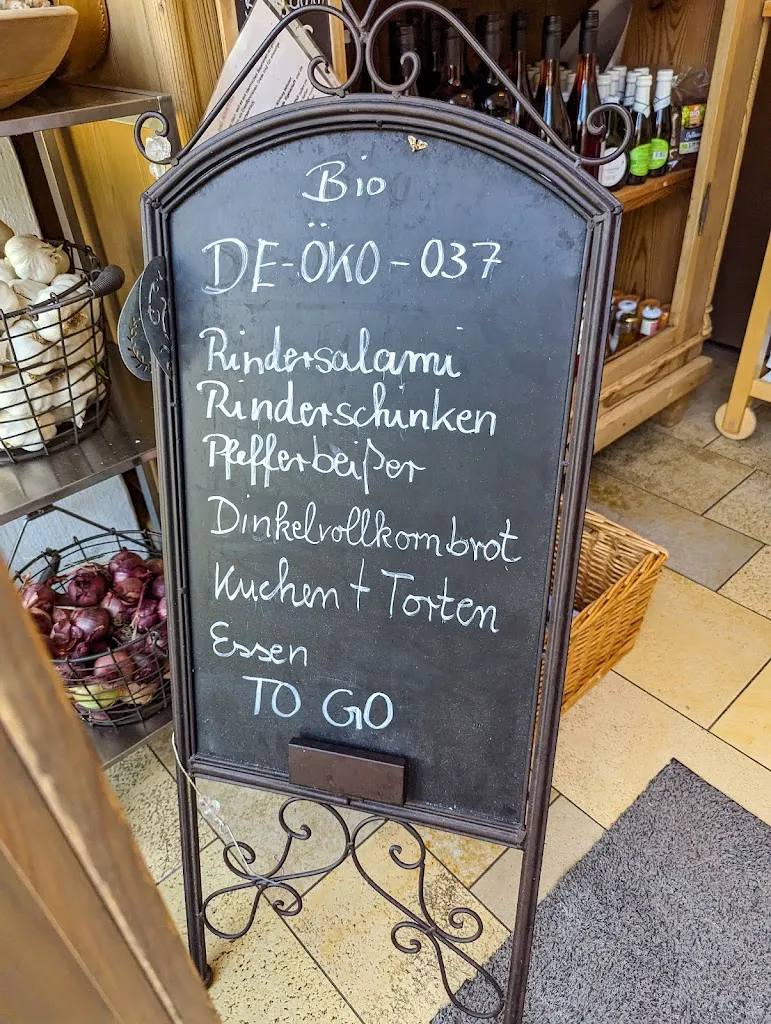 Bio
DE-ÖKO-037
Rindersalami
Rinderschinken
Pfefferbeißer
Dinkelvollkornbrot
Kuchen + Torten
Essen
TO GO